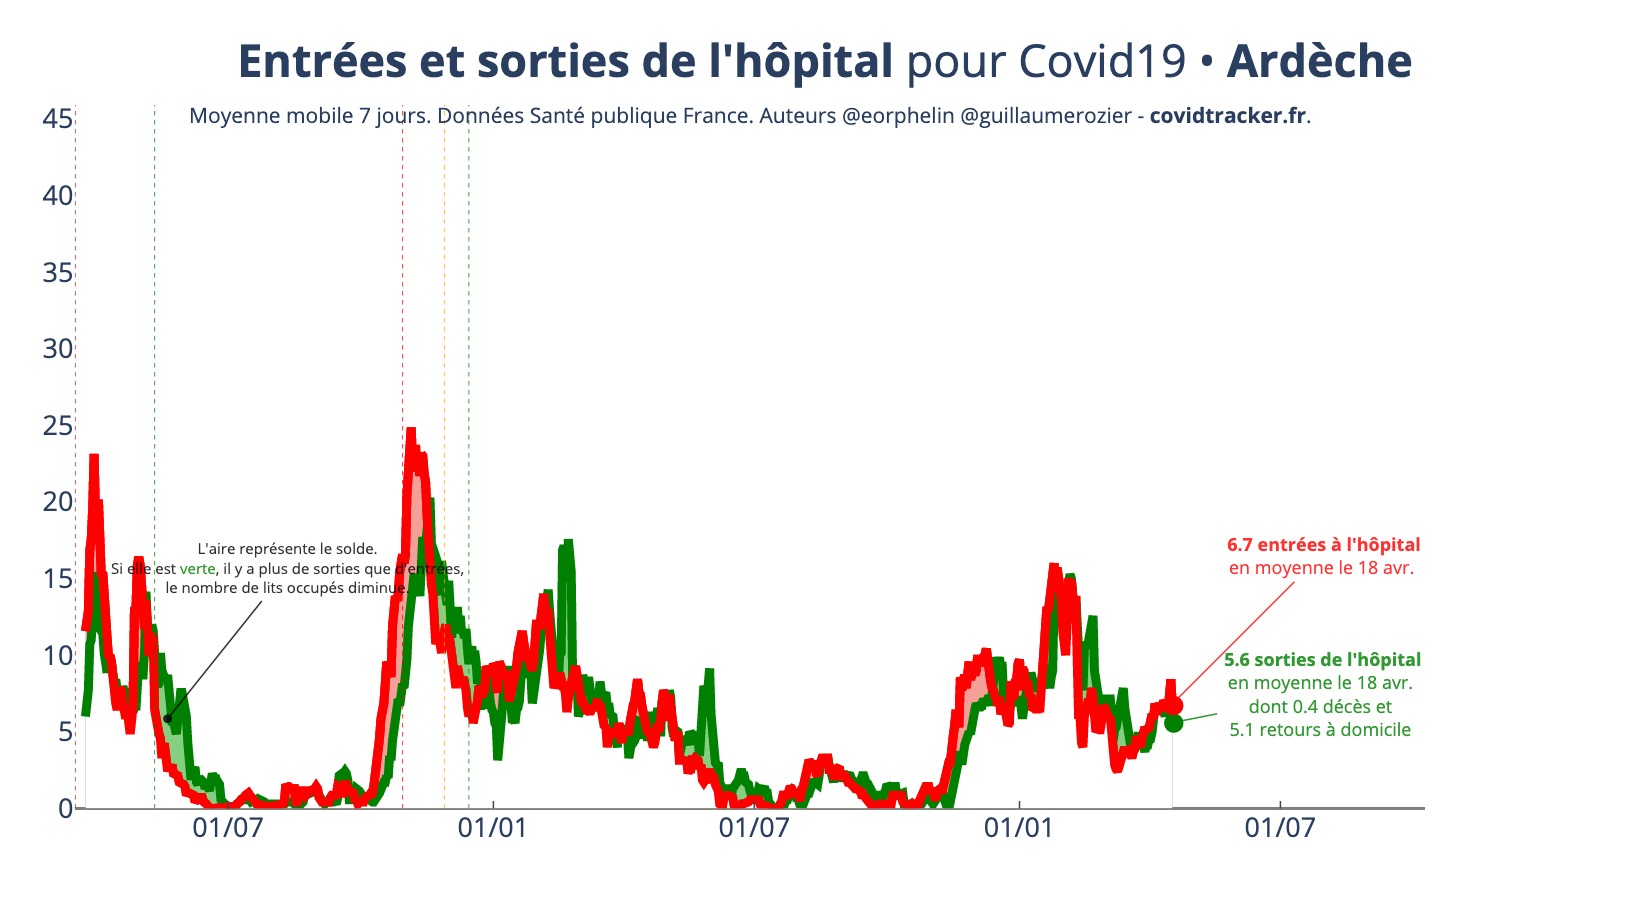 Entrées et sorties de l'hôpital pour Covid19 • Ardèche
Moyenne mobile 7 jours. Données Santé publique France. Auteurs @eorphelin @guillaumerozier - covidtracker.fr.
45
40
35
30
25
20
15
10
5
0
L'aire représente le solde.
Si elle est verte, il y a plus de sorties que d'entrées,
le nombre de lits occupés diminue.
6.7 entrées à l'hôpital
en moyenne le 18 avr.
5.6 sorties de l'hôpital
en moyenne le 18 avr.
dont 0.4 décès et
5.1 retours à domicile
01/07
01/01
01/07
01/01
01/07